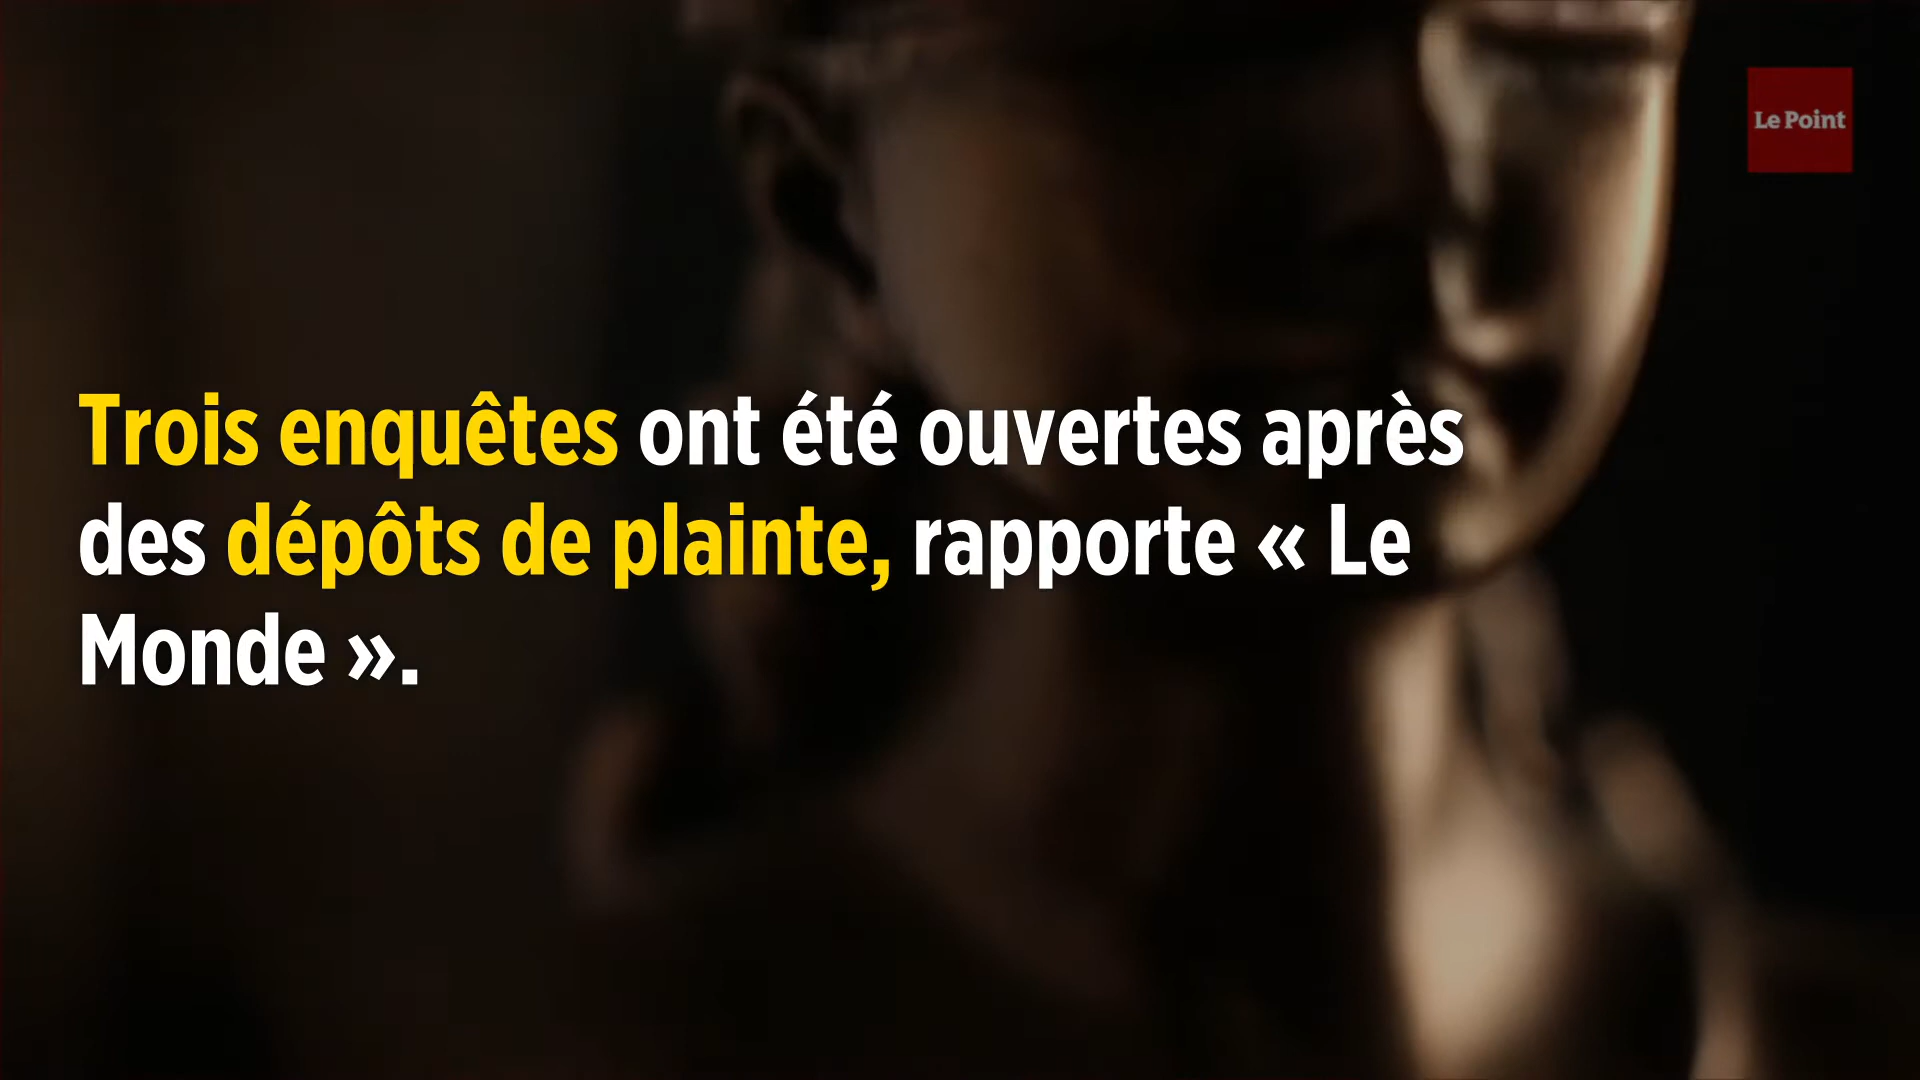 Le Point
Trois enquêtes ont été ouvertes après
des dépôts de plainte, rapporte « Le
Monde ».